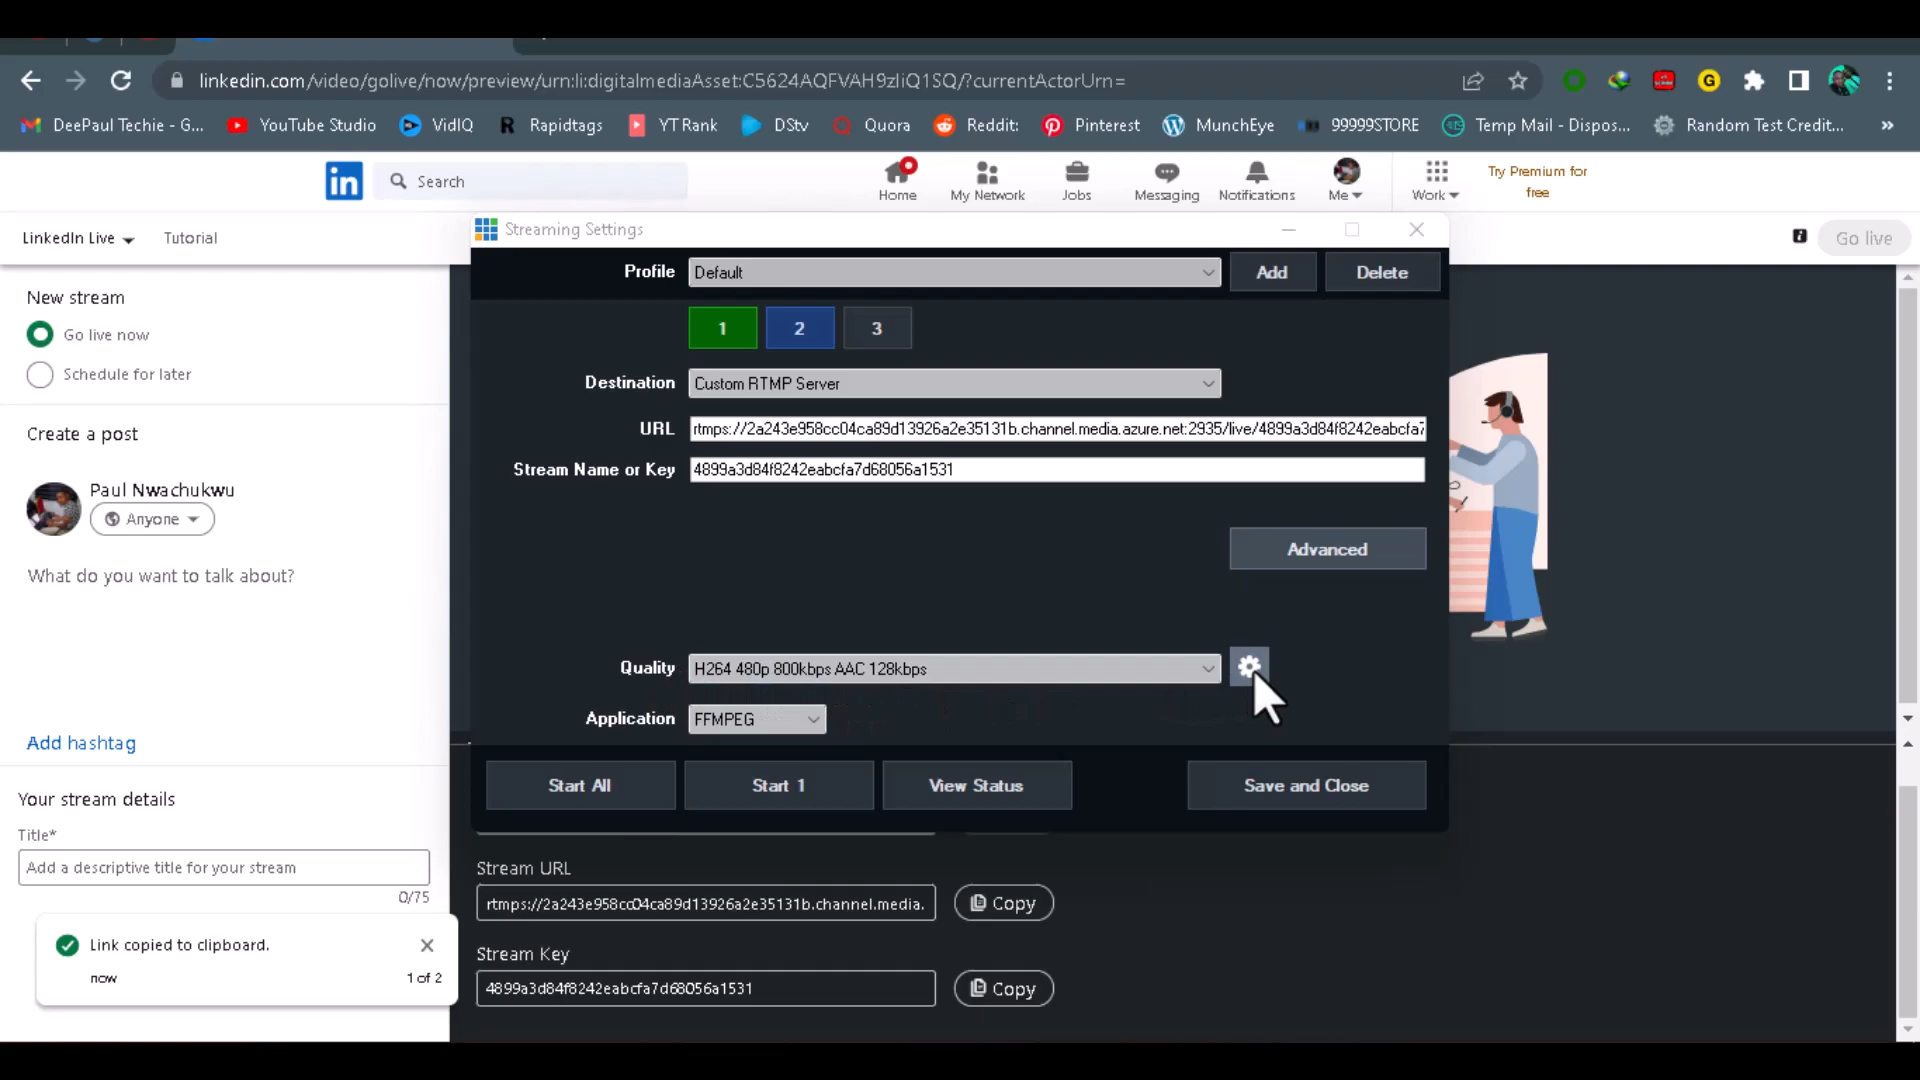 linkedin.com/video/golive/now/preview/urn:li:digitalmediaAsset:C5624AQFVAH9zIiQ1SQ/?currentActorUrn=
DeePaul Techie - G... YouTube Studio VidIQ Rapidtags YT Rank DStv Quora Reddit: Pinterest MunchEye 99999STORE Temp Mail - Dispos... Random Test Credit... »
in Search Home My Network Jobs Messaging Notifications Me Work Try Premium for
free
LinkedIn Live Tutorial
Go live
New stream
Go live now
Schedule for later
Create a post
Paul Nwachukwu
Anyone
What do you want to talk about?
Add hashtag
Your stream details
Title*
Add a descriptive title for your stream
0/75
Link copied to clipboard.
now 1 of 2
Streaming Settings
Profile Default Add Delete
1 2 3
Destination Custom RTMP Server
URL rtmps://2a243e958cc04ca89d13926a2e35131b.channel.media.azure.net:2935/live/4899a3d84f8242eabcfa7
Stream Name or Key 4899a3d84f8242eabcfa7d68056a1531
Advanced
Quality H264 480p 800kbps AAC 128kbps
Application FFMPEG
Start All Start 1 View Status Save and Close
Stream URL
rtmps://2a243e958cc04ca89d13926a2e35131b.channel.media.
Copy
Stream Key
4899a3d84f8242eabcfa7d68056a1531
Copy